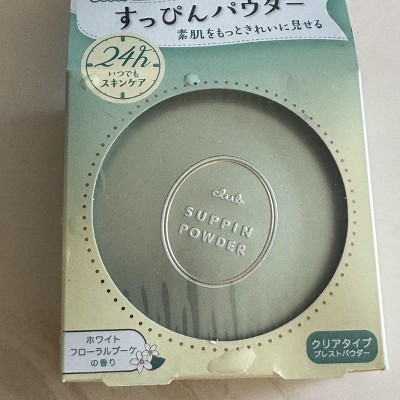 すっぴんパウダー
素肌をもっときれいに見せる
24h
いつでも
スキンケア
club
SUPPIN
POWDER
ホワイト
フローラルブーケ
の香り
クリアタイプ
プレストパウダー